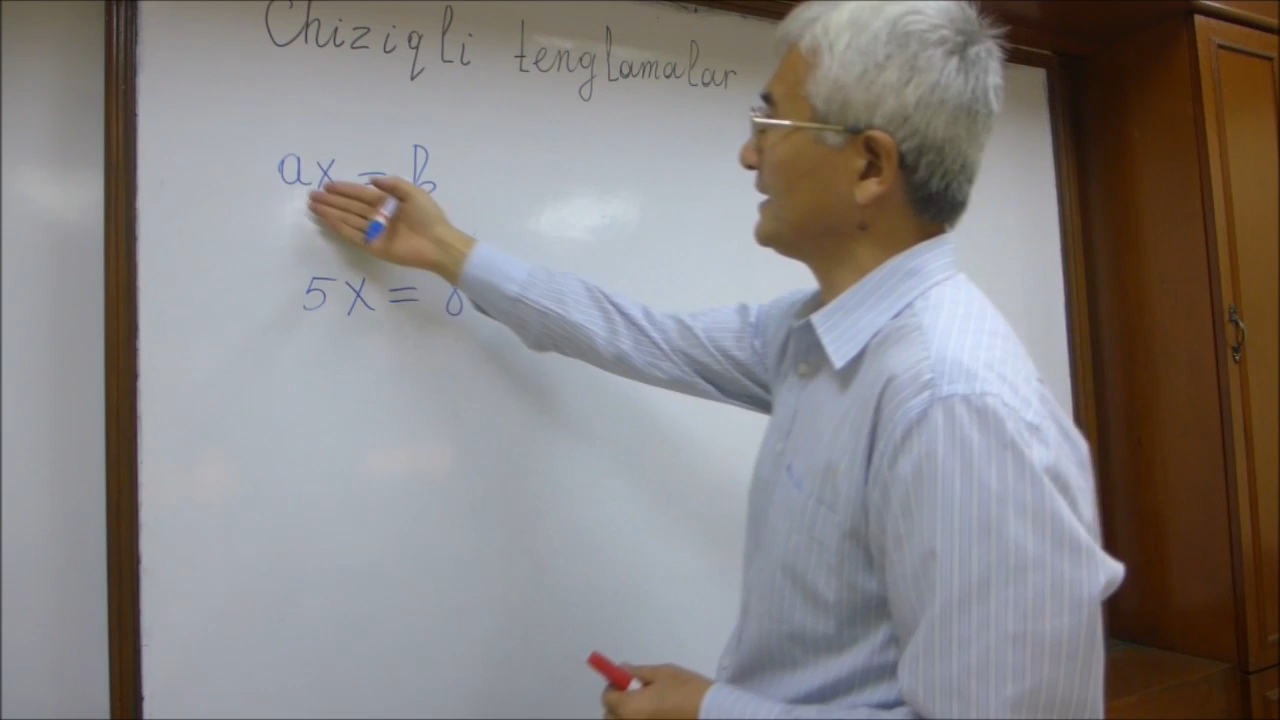 Chiziqli tenglamalar
ax = b
5x =